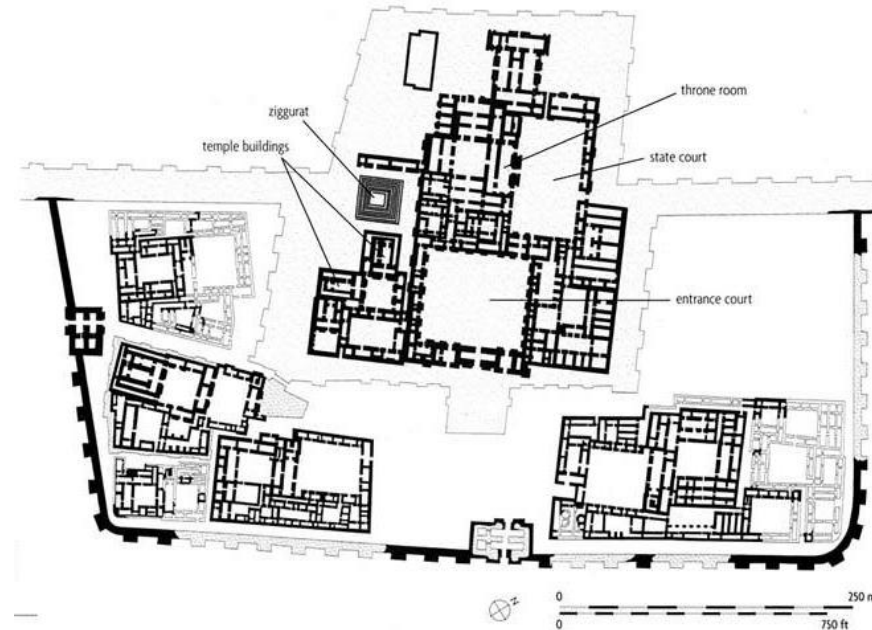 throne room
ziggurat
temple buildings
state court
entrance court
N
0 250 m
0 750 ft